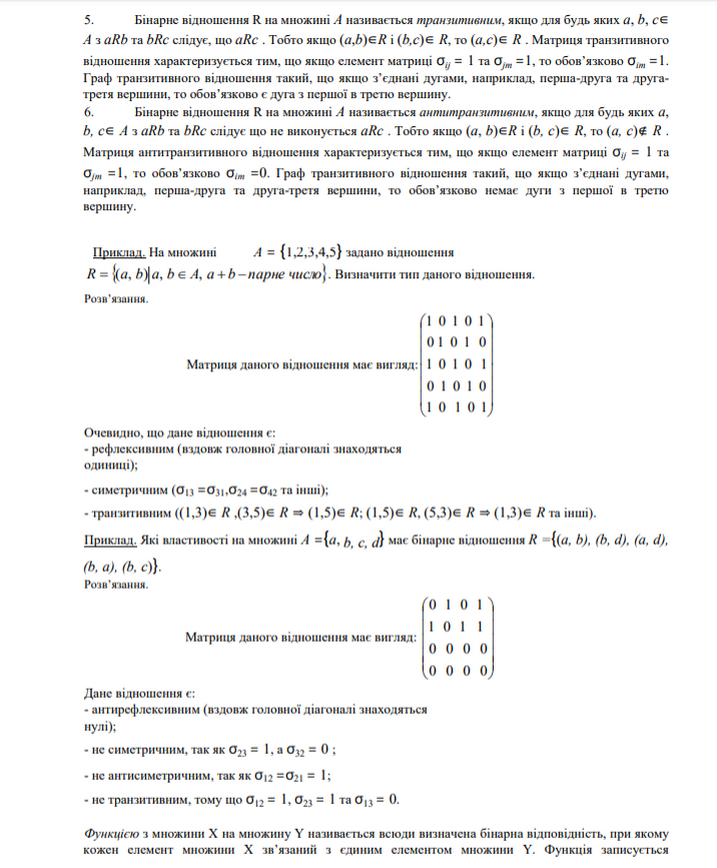 5. Бінарне відношення R на множині A називається транзитивним, якщо для будь яких a, b, c∈
A з aRb та bRc слідує, що aRc . Тобто якщо (a,b)∈R і (b,c)∈ R, то (a,c)∈ R . Матриця транзитивного
відношення характеризується тим, що якщо елемент матриці σij = 1 та σjm =1, то обов’язково σim =1.
Граф транзитивного відношення такий, що якщо з’єднані дугами, наприклад, перша-друга та друга-
третя вершини, то обов’язково є дуга з першої в третю вершину.
6. Бінарне відношення R на множині A називається антитранзитивним, якщо для будь яких a,
b, c∈ A з aRb та bRc слідує що не виконується aRc . Тобто якщо (a, b)∈R і (b, c)∈ R, то (a, c)∉ R .
Матриця антитранзитивного відношення характеризується тим, що якщо елемент матриці σij = 1 та
σjm =1, то обов’язково σim =0. Граф транзитивного відношення такий, що якщо з’єднані дугами,
наприклад, перша-друга та друга-третя вершини, то обов’язково немає дуги з першої в третю
вершину.
Приклад. На множині A = {1,2,3,4,5} задано відношення
R = {(a, b)|a, b ∈ A, a + b – парне число}. Визначити тип даного відношення.
Розв’язання.
Матриця даного відношення має вигляд:
1 0 1 0 1
0 1 0 1 0
1 0 1 0 1
0 1 0 1 0
1 0 1 0 1
Очевидно, що дане відношення є:
- рефлексивним (вздовж головної діагоналі знаходяться
одиниці);
- симетричним (σ13 =σ31,σ24 =σ42 та інші);
- транзитивним ((1,3)∈ R ,(3,5)∈ R ⇒ (1,5)∈ R; (1,5)∈ R, (5,3)∈ R ⇒ (1,3)∈ R та інші).
Приклад. Які властивості на множині A ={a, b, c, d} має бінарне відношення R ={(a, b), (b, d), (a, d),
(b, a), (b, c)}.
Розв’язання.
Матриця даного відношення має вигляд:
0 1 0 1
1 0 1 1
0 0 0 0
0 0 0 0
Дане відношення є:
- антирефлексивним (вздовж головної діагоналі знаходяться
нулі);
- не симетричним, так як σ23 = 1, а σ32 = 0 ;
- не антисиметричним, так як σ12 =σ21 = 1;
- не транзитивним, тому що σ12 = 1, σ23 = 1 та σ13 = 0.
Функцією з множини X на множину Y називається всюди визначена бінарна відповідність, при якому
кожен елемент множини X зв’язаний з єдиним елементом множини Y. Функція записується